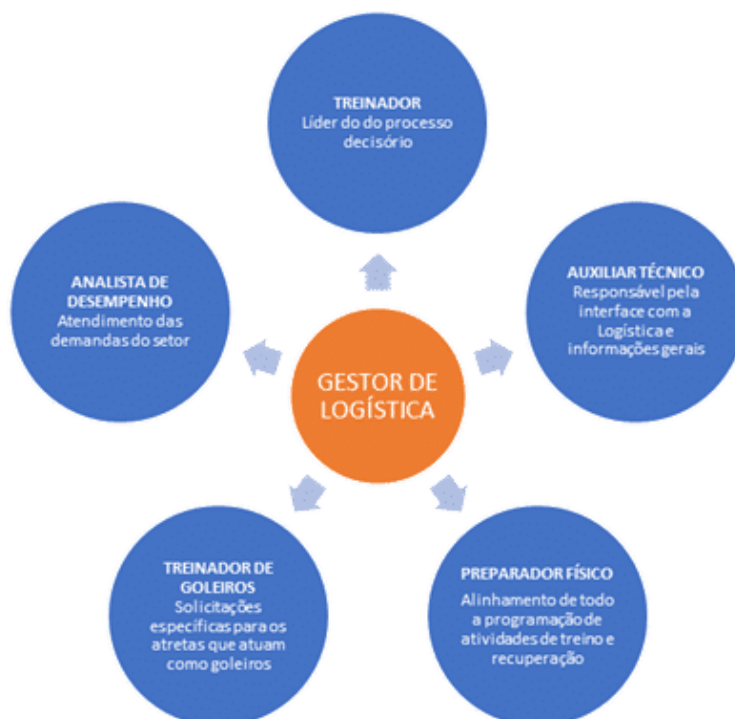 TREINADOR
Líder do do processo
decisório
ANALISTA DE
DESEMPENHO
Atendimento das
demandas do setor
AUXILIAR TÉCNICO
Responsável pela
interface com a
Logística e
informações gerais
GESTOR DE
LOGÍSTICA
TREINADOR DE
GOLEIROS
Solicitações
específicas para os
atretas que atuam
como goleiros
PREPARADOR FÍSICO
Alinhamento de todo
a programação de
atividades de treino e
recuperação